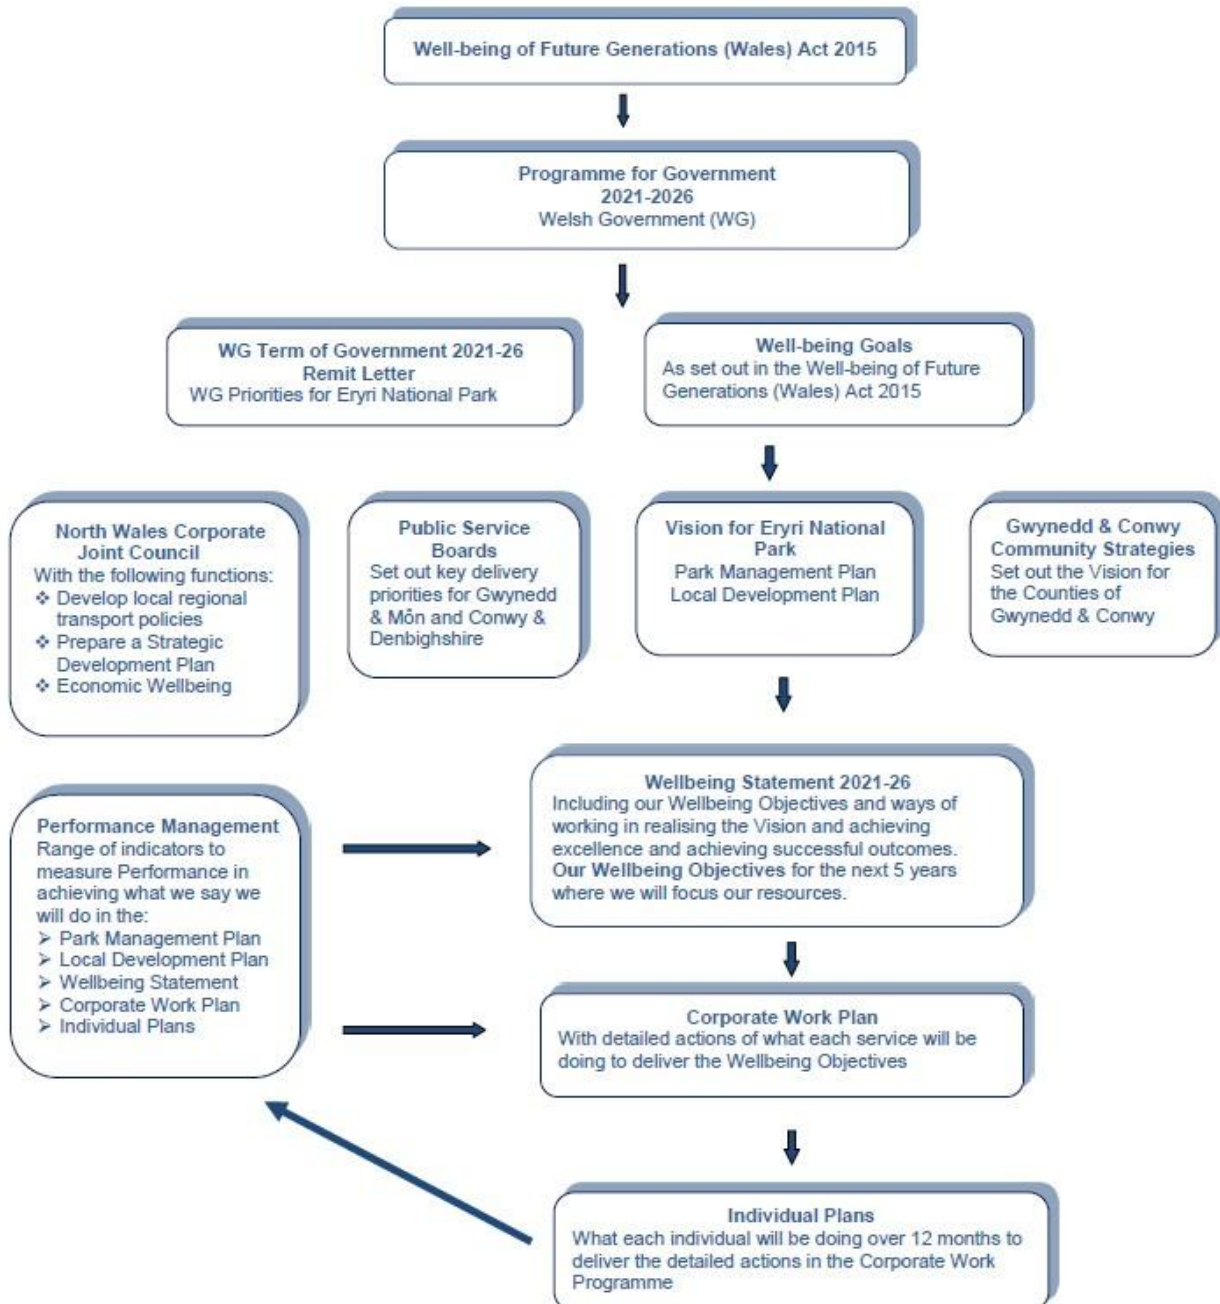 Well-being of Future Generations (Wales) Act 2015
Programme for Government
2021-2026
Welsh Government (WG)
WG Term of Government 2021-26
Remit Letter
WG Priorities for Eryri National Park
Well-being Goals
As set out in the Well-being of Future
Generations (Wales) Act 2015
North Wales Corporate
Joint Council
With the following functions:
❖ Develop local regional
transport policies
❖ Prepare a Strategic
Development Plan
❖ Economic Wellbeing
Public Service
Boards
Set out key delivery
priorities for Gwynedd
& Môn and Conwy &
Denbighshire
Vision for Eryri National
Park
Park Management Plan
Local Development Plan
Gwynedd & Conwy
Community Strategies
Set out the Vision for
the Counties of
Gwynedd & Conwy
Wellbeing Statement 2021-26
Including our Wellbeing Objectives and ways of
working in realising the Vision and achieving
excellence and achieving successful outcomes.
Our Wellbeing Objectives for the next 5 years
where we will focus our resources.
Performance Management
Range of indicators to
measure Performance in
achieving what we say we
will do in the:
➢ Park Management Plan
➢ Local Development Plan
➢ Wellbeing Statement
➢ Corporate Work Plan
➢ Individual Plans
Corporate Work Plan
With detailed actions of what each service will be
doing to deliver the Wellbeing Objectives
Individual Plans
What each individual will be doing over 12 months to
deliver the detailed actions in the Corporate Work
Programme